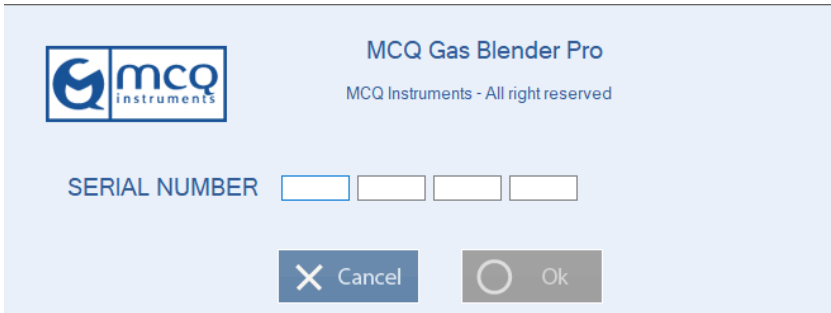 MCQ Gas Blender Pro
mcq
instruments
MCQ Instruments - All right reserved
SERIAL NUMBER
Cancel
Ok